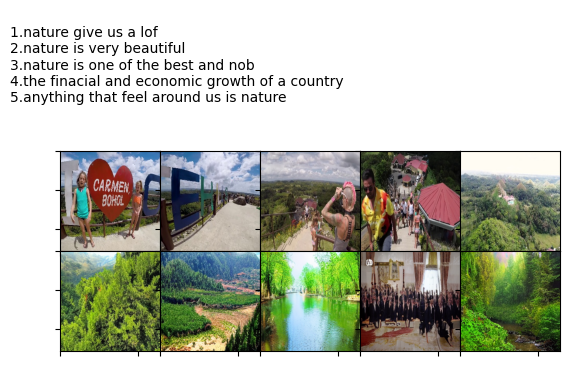 1.nature give us a lof
2.nature is very beautiful
3.nature is one of the best and nob
4.the finacial and economic growth of a country
5.anything that feel around us is nature
I
CARMEN,
BOHOL